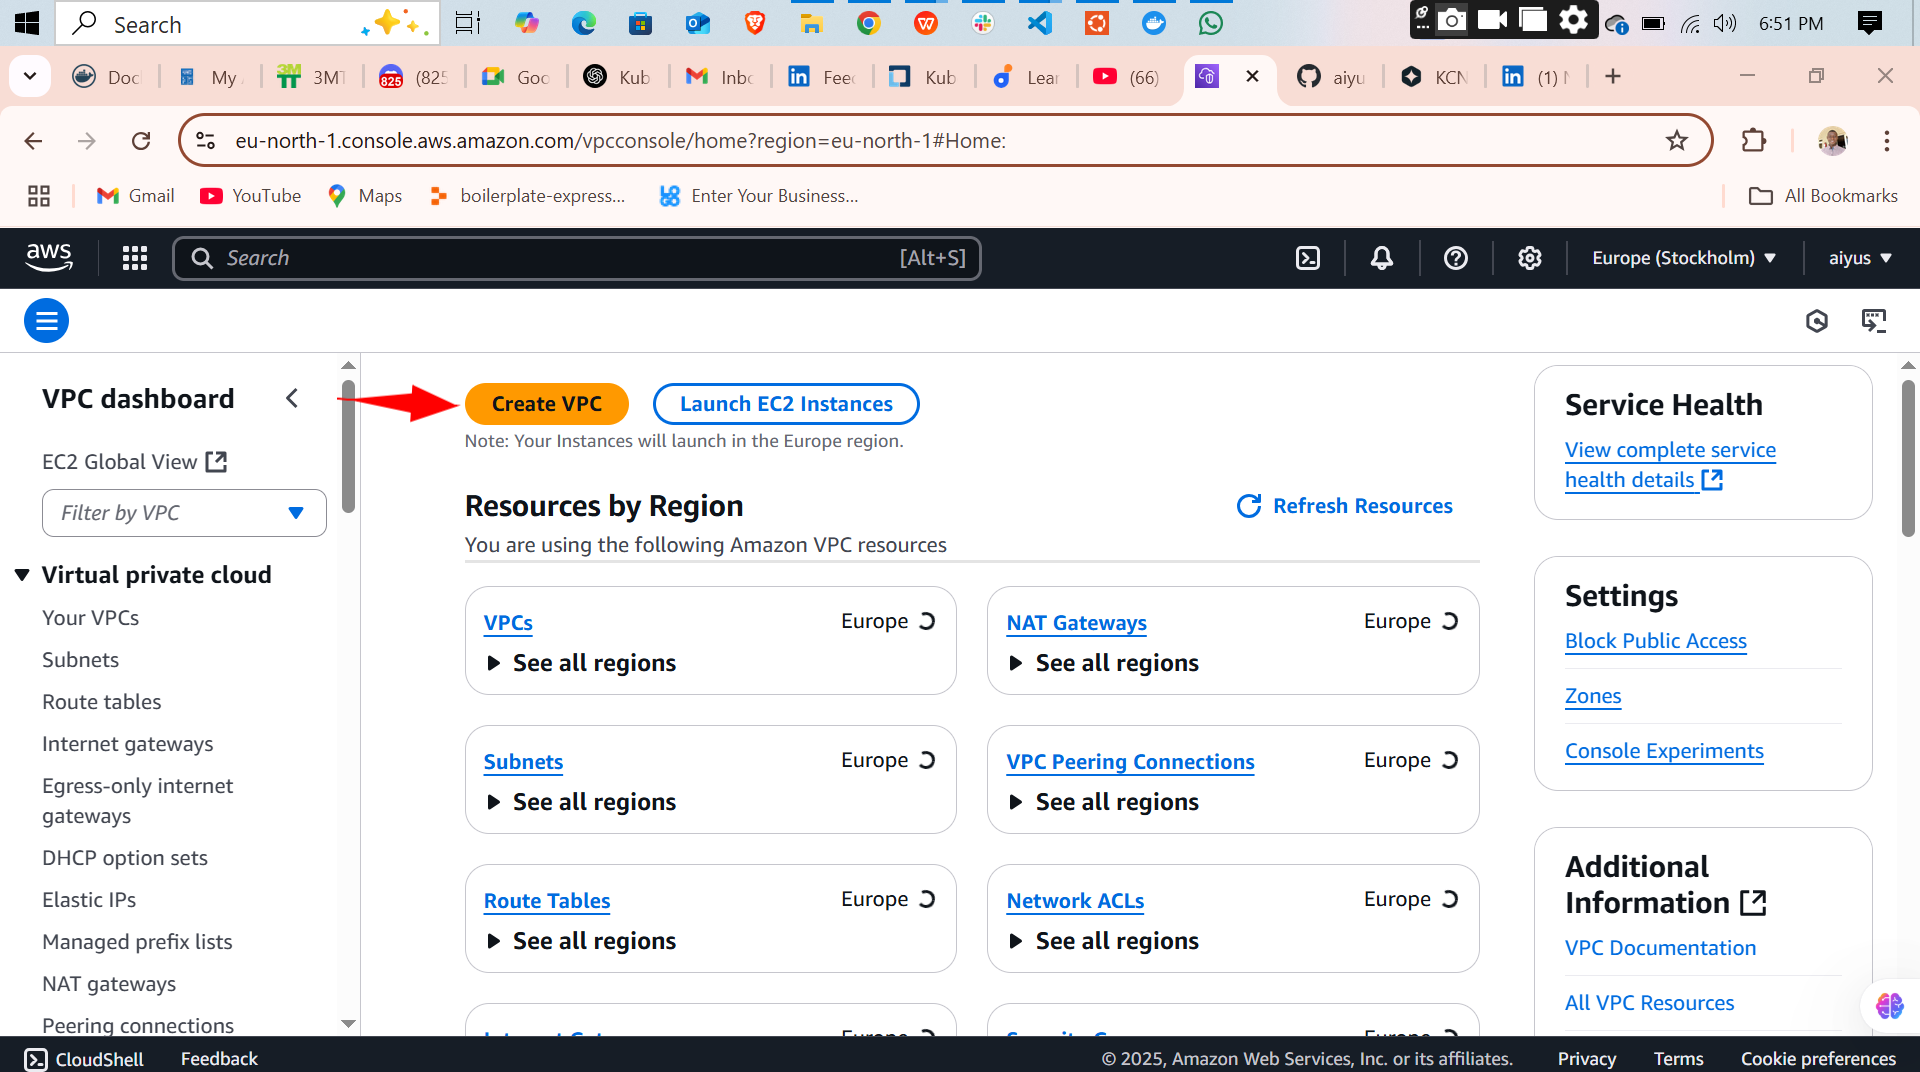 Search
6:51 PM
Docl
My
3MT
825
(825
Goo
Kub
Inbo
Feed
Kub
Lear
(66)
aiyu
KCN
(1) N
eu-north-1.console.aws.amazon.com/vpcconsole/home?region=eu-north-1#Home:
Gmail
YouTube
Maps
boilerplate-express...
Enter Your Business...
All Bookmarks
aws
Search
[Alt+S]
Europe (Stockholm)
aiyus
VPC dashboard
EC2 Global View
Filter by VPC
Virtual private cloud
Your VPCs
Subnets
Route tables
Internet gateways
Egress-only internet
gateways
DHCP option sets
Elastic IPs
Managed prefix lists
NAT gateways
Peering connections
Create VPC
Launch EC2 Instances
Note: Your Instances will launch in the Europe region.
Resources by Region
Refresh Resources
You are using the following Amazon VPC resources
VPCs
Europe
See all regions
NAT Gateways
Europe
See all regions
Subnets
Europe
See all regions
VPC Peering Connections
Europe
See all regions
Route Tables
Europe
See all regions
Network ACLs
Europe
See all regions
Europe
Europe
Service Health
View complete service
health details
Settings
Block Public Access
Zones
Console Experiments
Additional
Information
VPC Documentation
All VPC Resources
CloudShell
Feedback
© 2025, Amazon Web Services, Inc. or its affiliates.
Privacy
Terms
Cookie preferences